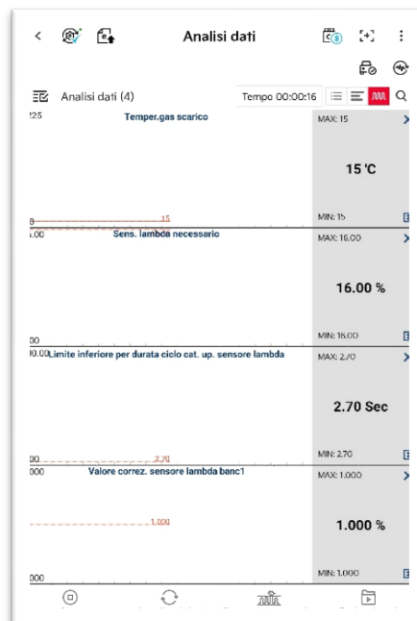 Analisi dati
Analisi dati (4)
Tempo 00:00:16
Temper.gas scarico
MAX: 15
15 'C
15
MIN: 15
Sens. lambda necessario
MAX: 16.00
16.00 %
MIN: 16.00
Limite inferiore per durata ciclo cat. up. sensore lambda
MAX: 2.70
2.70 Sec
2.70
MIN: 2.70
Valore correz. sensore lambda banc1
MAX: 1.000
1.000
1.000 %
MIN: 1.000